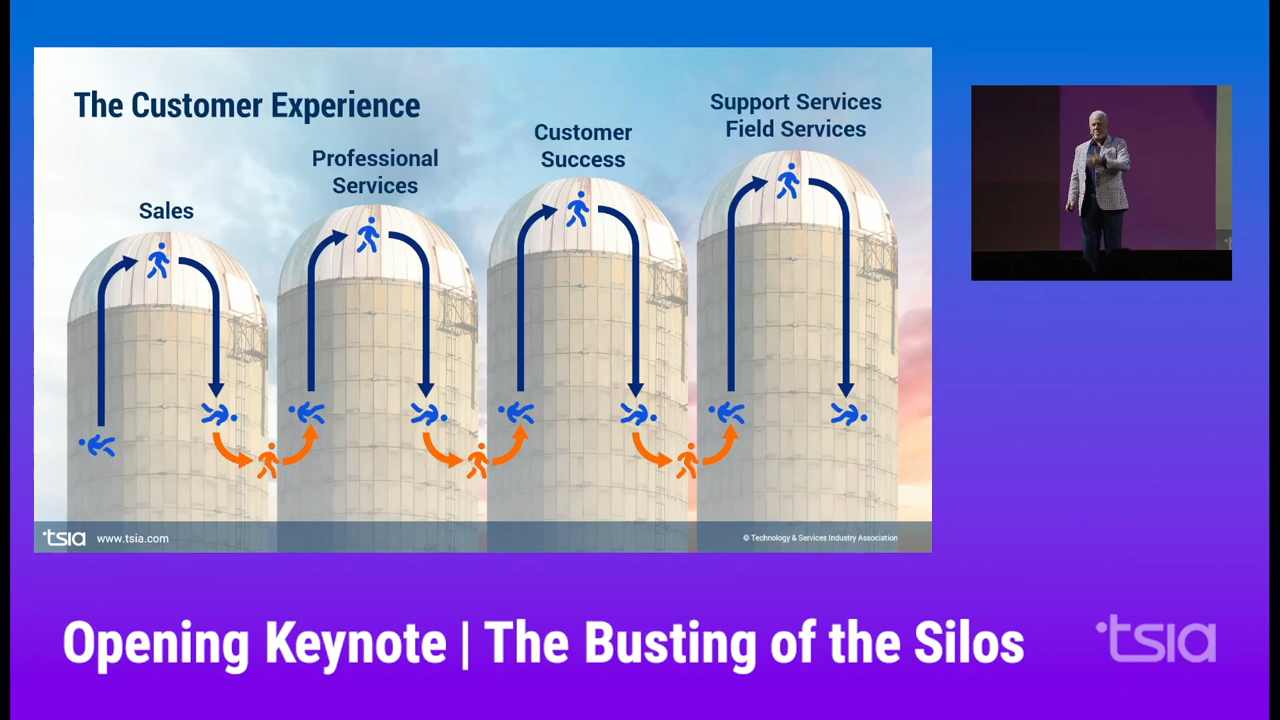 The Customer Experience
Sales
Professional
Services
Customer
Success
Support Services
Field Services
tsia
www.tsia.com
© Technology & Services Industry Association
Opening Keynote | The Busting of the Silos
tsia